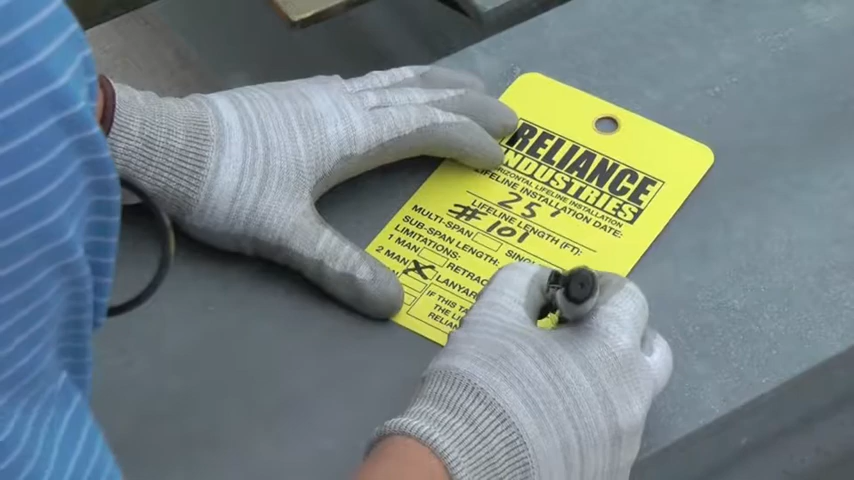 RELIANCE
INDUSTRIES
HORIZONTAL LIFELINE INSTALLATION
LIFELINE INSTALLATION DATE:
25'
LIFELINE LENGTH (FT):
#101
MULTI-SPAN
SUB-SPAN LENGTH:
LIMITATIONS:
1 MAN RETRAC
2 MAN X LANYAR
IF THIS TA
THE LI
RELIAN